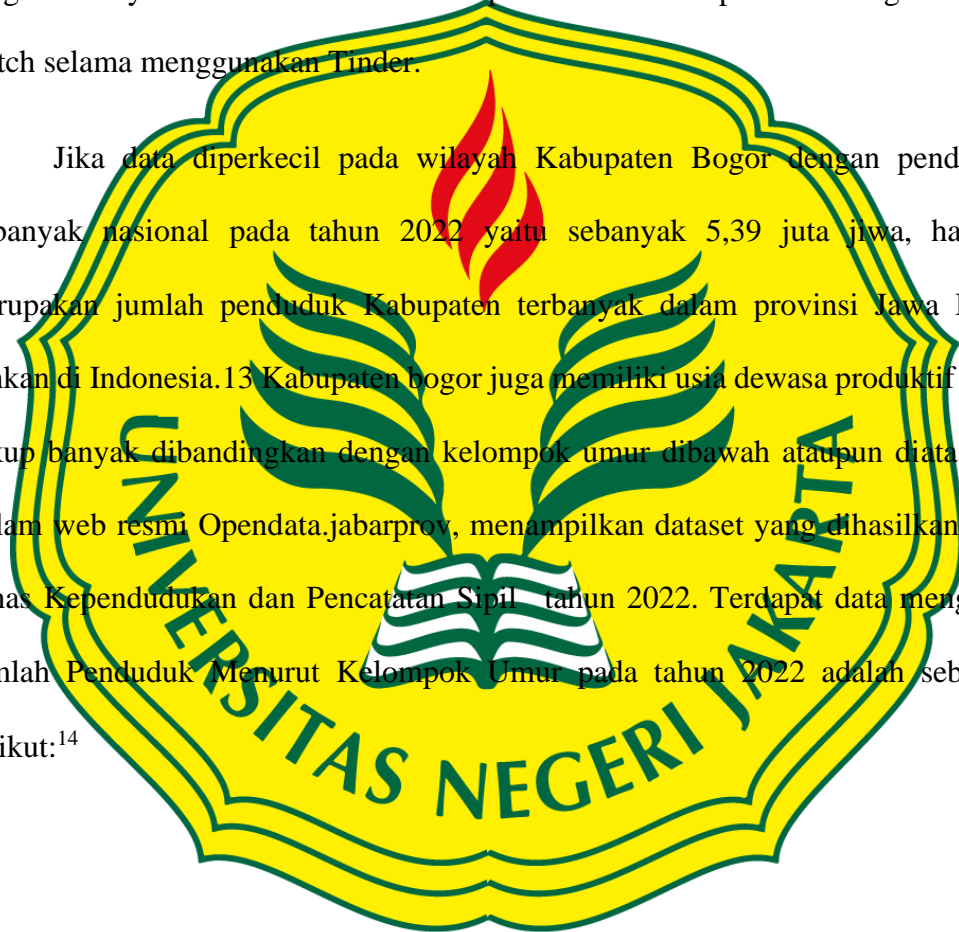 tch selama menggunakan Tinder.
Jika data diperkecil pada wilayah Kabupaten Bogor dengan pend
banyak nasional pada tahun 2022 yaitu sebanyak 5,39 juta jiwa, ha
rupakan jumlah penduduk Kabupaten terbanyak dalam provinsi Jawa
hkan di Indonesia.13 Kabupaten bogor juga memiliki usia dewasa produktif
kup banyak dibandingkan dengan kelompok umur dibawah ataupun diata
lam web resmi Opendata.jabarprov, menampilkan dataset yang dihasilkan
nas Kependudukan dan Pencatatan Sipil tahun 2022. Terdapat data meng
nlah Penduduk Menurut Kelompok Umur pada tahun 2022 adalah seb
ikut:14
UNIVERSITAS NEGERI JAKARTA